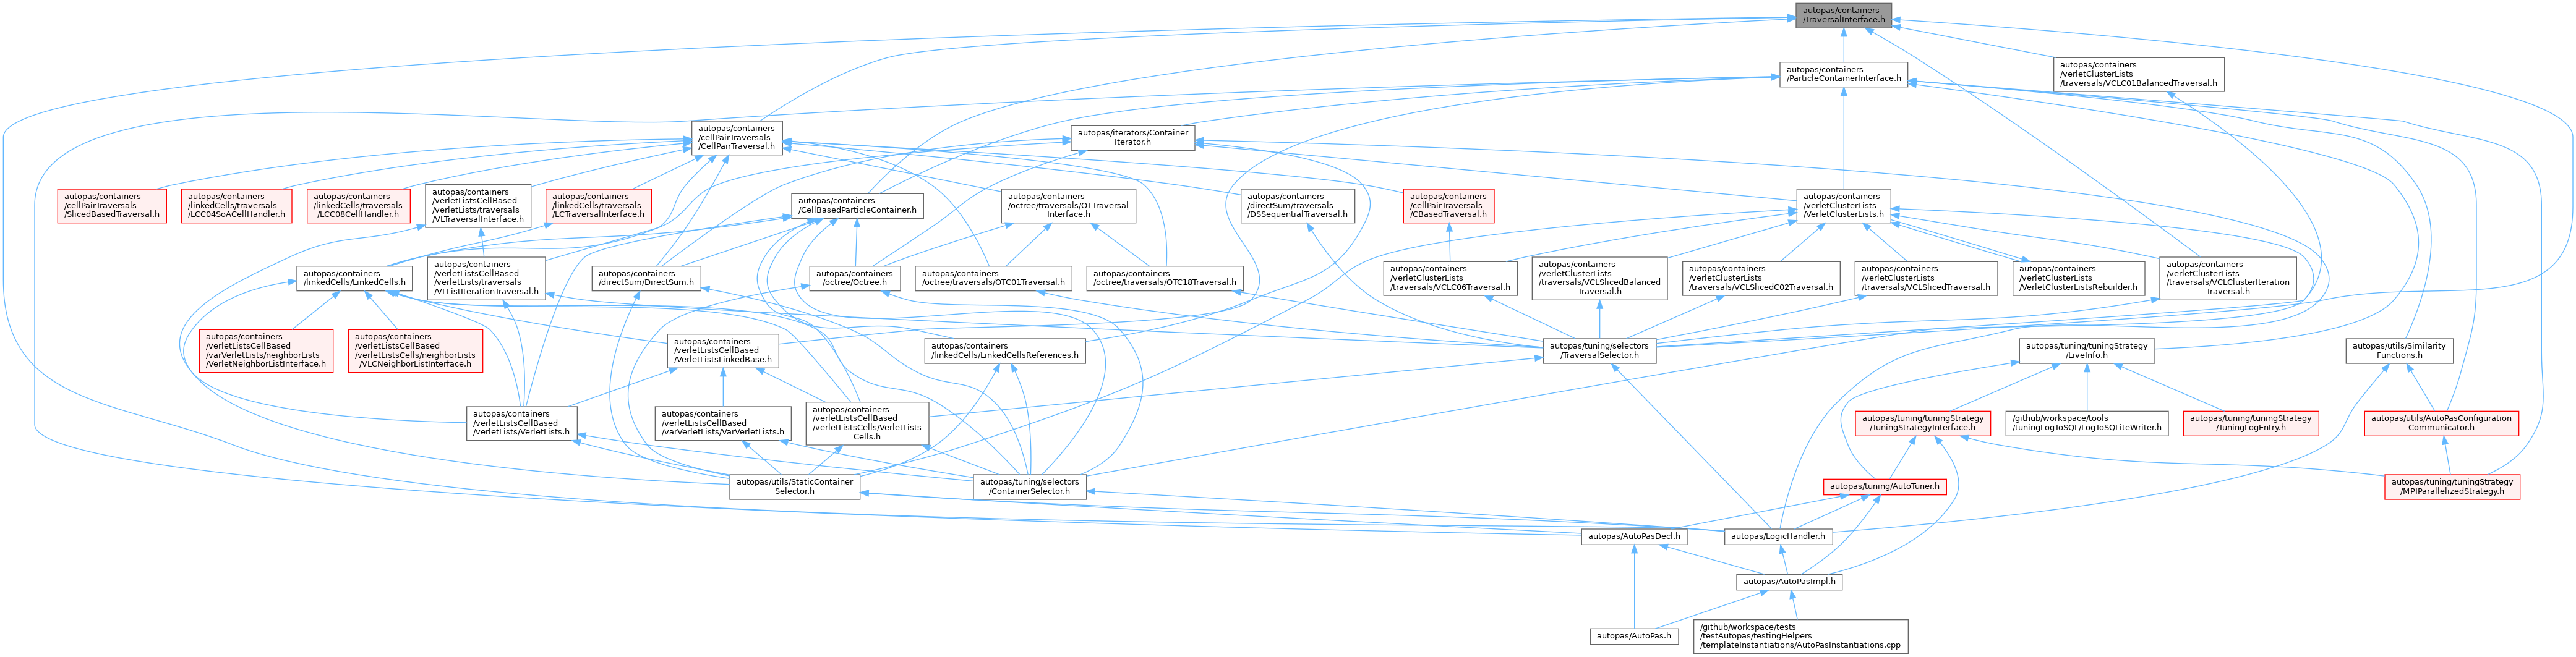 autopas/containers
/TraversalInterface.h
autopas/containers
/ParticleContainerInterface.h
autopas/containers
/verletClusterLists
/traversals/VCLC01BalancedTraversal.h
autopas/containers
/cellPairTraversals
/CellPairTraversal.h
autopas/iterators/Container
Iterator.h
autopas/containers
/cellPairTraversals
/SlicedBasedTraversal.h
autopas/containers
/linkedCells/traversals
/LCC04SoACellHandler.h
autopas/containers
/linkedCells/traversals
/LCC08CellHandler.h
autopas/containers
/verletListsCellBased
/verletLists/traversals
/VLTraversalInterface.h
autopas/containers
/linkedCells/traversals
/LCTraversalInterface.h
autopas/containers
/CellBasedParticleContainer.h
autopas/containers
/octree/traversals/OTTraversal
Interface.h
autopas/containers
/directSum/traversals
/DSSequentialTraversal.h
autopas/containers
/cellPairTraversals
/CBasedTraversal.h
autopas/containers
/verletClusterLists
/VerletClusterLists.h
autopas/containers
/linkedCells/LinkedCells.h
autopas/containers
/verletListsCellBased
/verletLists/traversals
/VLListIterationTraversal.h
autopas/containers
/directSum/DirectSum.h
autopas/containers
/octree/Octree.h
autopas/containers
/octree/traversals/OTC01Traversal.h
autopas/containers
/octree/traversals/OTC18Traversal.h
autopas/containers
/verletClusterLists
/traversals/VCLC06Traversal.h
autopas/containers
/verletClusterLists
/traversals/VCLSlicedBalanced
Traversal.h
autopas/containers
/verletClusterLists
/traversals/VCLSlicedC02Traversal.h
autopas/containers
/verletClusterLists
/traversals/VCLSlicedTraversal.h
autopas/containers
/verletClusterLists
/VerletClusterListsRebuilder.h
autopas/containers
/verletClusterLists
/traversals/VCLClusterIteration
Traversal.h
autopas/containers
/verletListsCellBased
/varVerletLists/neighborLists
/VerletNeighborListInterface.h
autopas/containers
/verletListsCellBased
/verletListsCells/neighborLists
/VLCNeighborListInterface.h
autopas/containers
/verletListsCellBased
/VerletListsLinkedBase.h
autopas/containers
/linkedCells/LinkedCellsReferences.h
autopas/tuning/selectors
/TraversalSelector.h
autopas/tuning/tuningStrategy
/LiveInfo.h
autopas/utils/Similarity
Functions.h
autopas/containers
/verletListsCellBased
/verletLists/VerletLists.h
autopas/containers
/verletListsCellBased
/varVerletLists/VarVerletLists.h
autopas/containers
/verletListsCellBased
/verletListsCells/VerletLists
Cells.h
autopas/tuning/tuningStrategy
/TuningStrategyInterface.h
/github/workspace/tools
/tuningLogToSQL/LogToSQLiteWriter.h
autopas/tuning/tuningStrategy
/TuningLogEntry.h
autopas/utils/AutoPasConfiguration
Communicator.h
autopas/utils/StaticContainer
Selector.h
autopas/tuning/selectors
/ContainerSelector.h
autopas/tuning/AutoTuner.h
autopas/tuning/tuningStrategy
/MPIParallelizedStrategy.h
autopas/AutoPasDecl.h
autopas/LogicHandler.h
autopas/AutoPasImpl.h
autopas/AutoPas.h
/github/workspace/tests
/testAutopas/testingHelpers
/templateInstantiations/AutoPasInstantiations.cpp